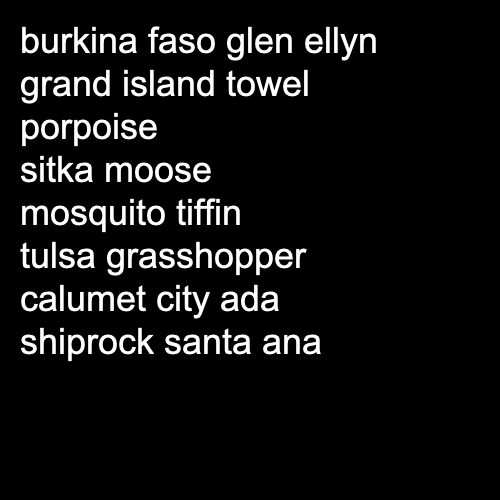 burkina faso glen ellyn
grand island towel
porpoise
sitka moose
mosquito tiffin
tulsa grasshopper
calumet city ada
shiprock santa ana